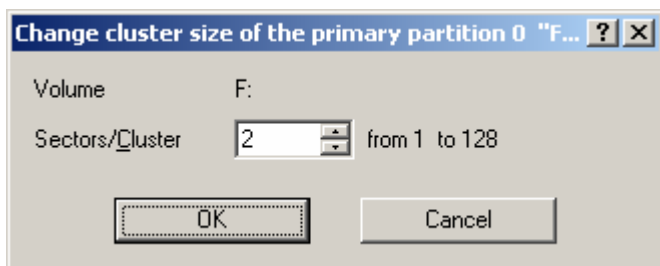 Change cluster size of the primary partition 0 "F...
Volume F:
Sectors/Cluster 2 from 1 to 128
OK Cancel